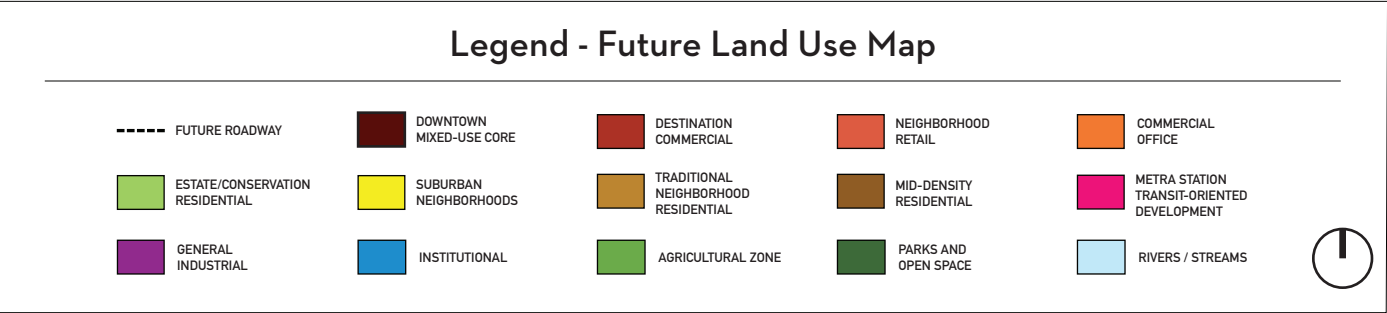 Legend - Future Land Use Map
FUTURE ROADWAY
DOWNTOWN
MIXED-USE CORE
DESTINATION
COMMERCIAL
NEIGHBORHOOD
RETAIL
COMMERCIAL
OFFICE
ESTATE/CONSERVATION
RESIDENTIAL
SUBURBAN
NEIGHBORHOODS
TRADITIONAL
NEIGHBORHOOD
RESIDENTIAL
MID-DENSITY
RESIDENTIAL
METRA STATION
TRANSIT-ORIENTED
DEVELOPMENT
GENERAL
INDUSTRIAL
INSTITUTIONAL
AGRICULTURAL ZONE
PARKS AND
OPEN SPACE
RIVERS / STREAMS